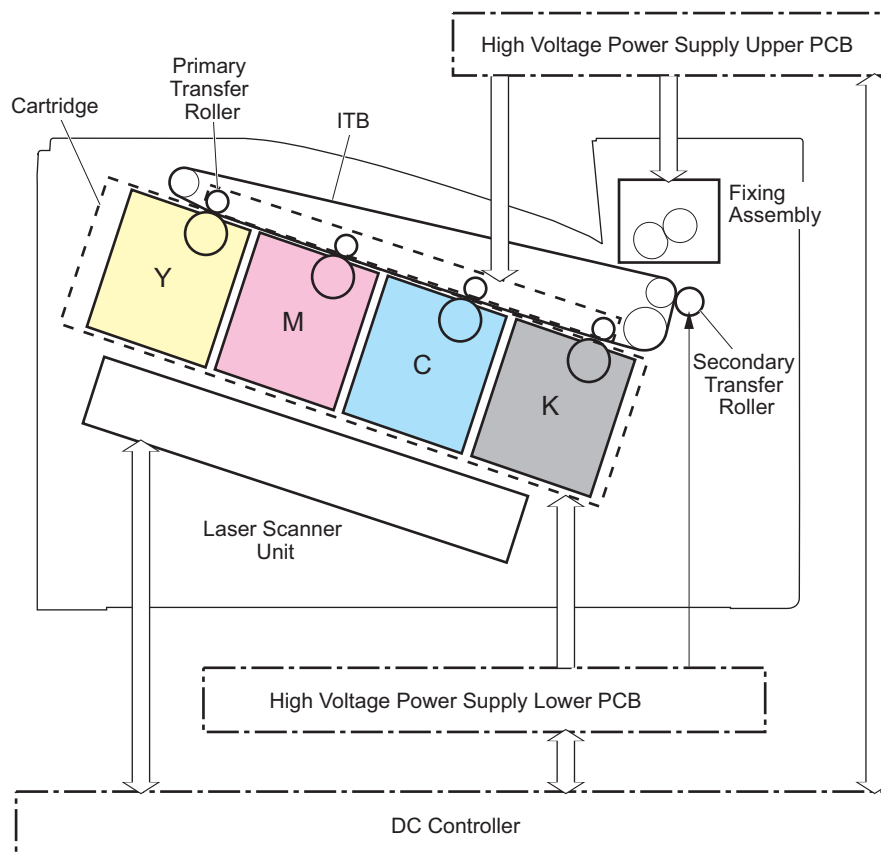 High Voltage Power Supply Upper PCB
Primary
Transfer
Roller
Cartridge
ITB
Fixing
Assembly
Y
M
C
K
Secondary
Transfer
Roller
Laser Scanner
Unit
High Voltage Power Supply Lower PCB
DC Controller